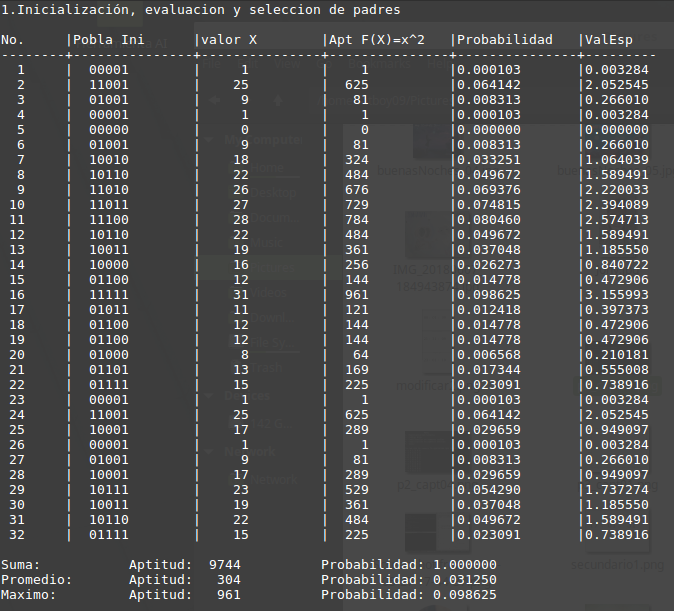 1.Inicialización, evaluacion y seleccion de padres
No. |Pobla Ini |valor X |Apt F(X)=x^2 |Probabilidad |ValEsp
--------+---------------+---------------+---------------+---------------+---------
1 | 00001 | 1 | 1 |0.000103 |0.003284
2 | 11001 | 25 | 625 |0.064142 |2.052545
3 | 01001 | 9 | 81 |0.008313 |0.266010
4 | 00001 | 1 | 1 |0.000103 |0.003284
5 | 00000 | 0 | 0 |0.000000 |0.000000
6 | 01001 | 9 | 81 |0.008313 |0.266010
7 | 10010 | 18 | 324 |0.033251 |1.064039
8 | 10110 | 22 | 484 |0.049672 |1.589491
9 | 11010 | 26 | 676 |0.069376 |2.220033
10 | 11011 | 27 | 729 |0.074815 |2.394089
11 | 11100 | 28 | 784 |0.080460 |2.574713
12 | 10110 | 22 | 484 |0.049672 |1.589491
13 | 10011 | 19 | 361 |0.037048 |1.185550
14 | 10000 | 16 | 256 |0.026273 |0.840722
15 | 01100 | 12 | 144 |0.014778 |0.472906
16 | 11111 | 31 | 961 |0.098625 |3.155993
17 | 01011 | 11 | 121 |0.012418 |0.397373
18 | 01100 | 12 | 144 |0.014778 |0.472906
19 | 01100 | 12 | 144 |0.014778 |0.472906
20 | 01000 | 8 | 64 |0.006568 |0.210181
21 | 01101 | 13 | 169 |0.017344 |0.555008
22 | 01111 | 15 | 225 |0.023091 |0.738916
23 | 00001 | 1 | 1 |0.000103 |0.003284
24 | 11001 | 25 | 625 |0.064142 |2.052545
25 | 10001 | 17 | 289 |0.029659 |0.949097
26 | 00001 | 1 | 1 |0.000103 |0.003284
27 | 01001 | 9 | 81 |0.008313 |0.266010
28 | 10001 | 17 | 289 |0.029659 |0.949097
29 | 10111 | 23 | 529 |0.054290 |1.737274
30 | 10011 | 19 | 361 |0.037048 |1.185550
31 | 10110 | 22 | 484 |0.049672 |1.589491
32 | 01111 | 15 | 225 |0.023091 |0.738916
Suma: Aptitud: 9744 Probabilidad: 1.000000
Promedio: Aptitud: 304 Probabilidad: 0.031250
Maximo: Aptitud: 961 Probabilidad: 0.098625